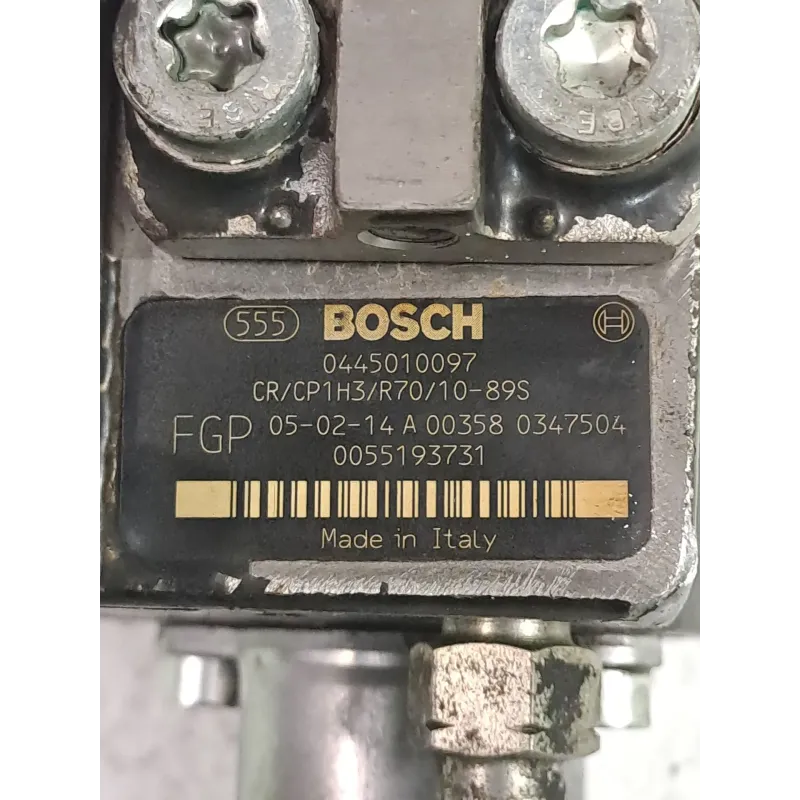 555 BOSCH
0445010097
CR/CP1H3/R70/10-89S
FGP 05-02-14 A 00358 0347504
0055193731
Made in Italy